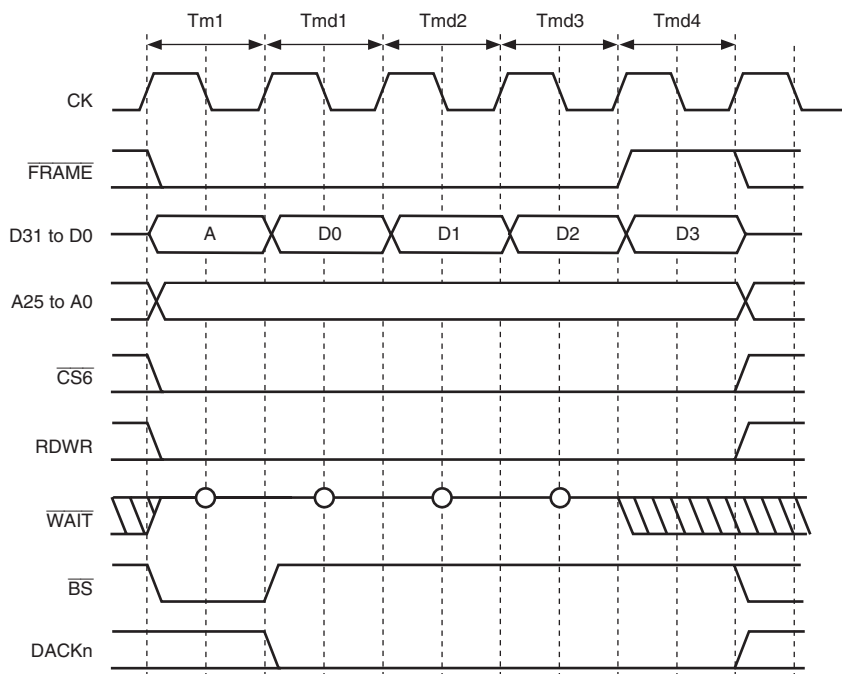 Tm1 Tmd1 Tmd2 Tmd3 Tmd4
CK
FRAME
D31 to D0 A D0 D1 D2 D3
A25 to A0
CS6
RDWR
WAIT
BS
DACKn